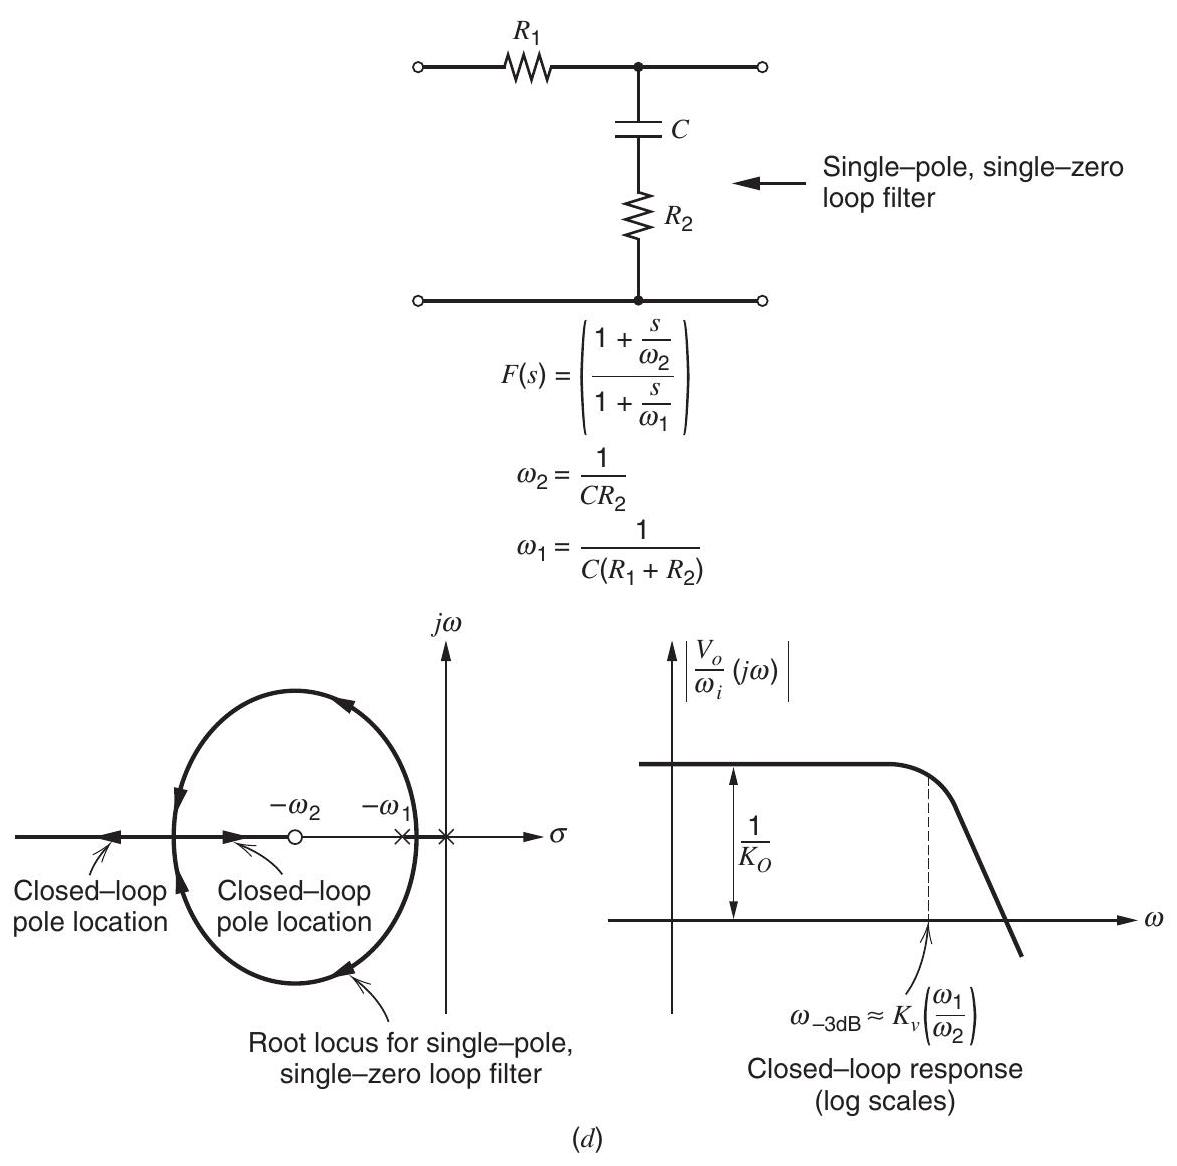 R₁
C
Single–pole, single–zero
loop filter
R₂
F(s) = ( (1 + s/ω₂) / (1 + s/ω₁) )
ω₂ = 1/(CR₂)
ω₁ = 1/(C(R₁ + R₂))
jω
|Vₒ/ωᵢ (jω)|
−ω₂
−ω₁
σ
1/K_O
ω
Closed–loop
pole location
Closed–loop
pole location
ω₋₃dB ≈ Kᵥ(ω₁/ω₂)
Root locus for single–pole,
single–zero loop filter
Closed–loop response
(log scales)
(d)